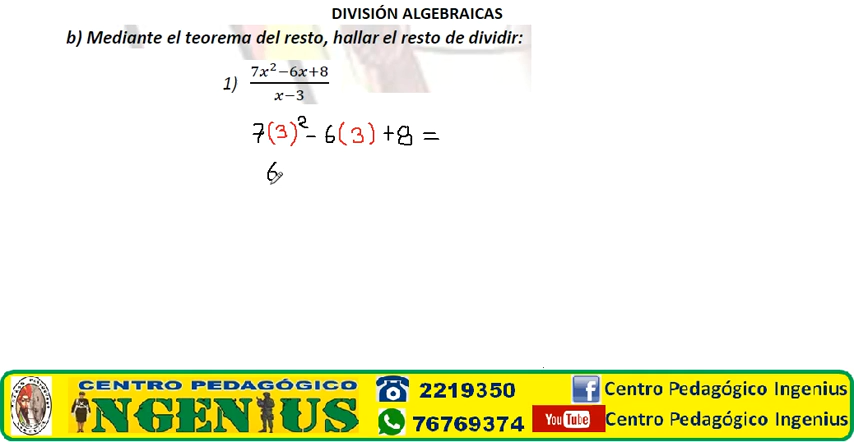 DIVISIÓN ALGEBRAICAS
b) Mediante el teorema del resto, hallar el resto de dividir:
1) \frac{7x²−6x+8}{x−3}
7(3)² − 6(3) + 8 =
6
CENTRO PEDAGÓGICO
INGENIUS
2219350
76769374
Centro Pedagógico Ingenius
YouTube Centro Pedagógico Ingenius